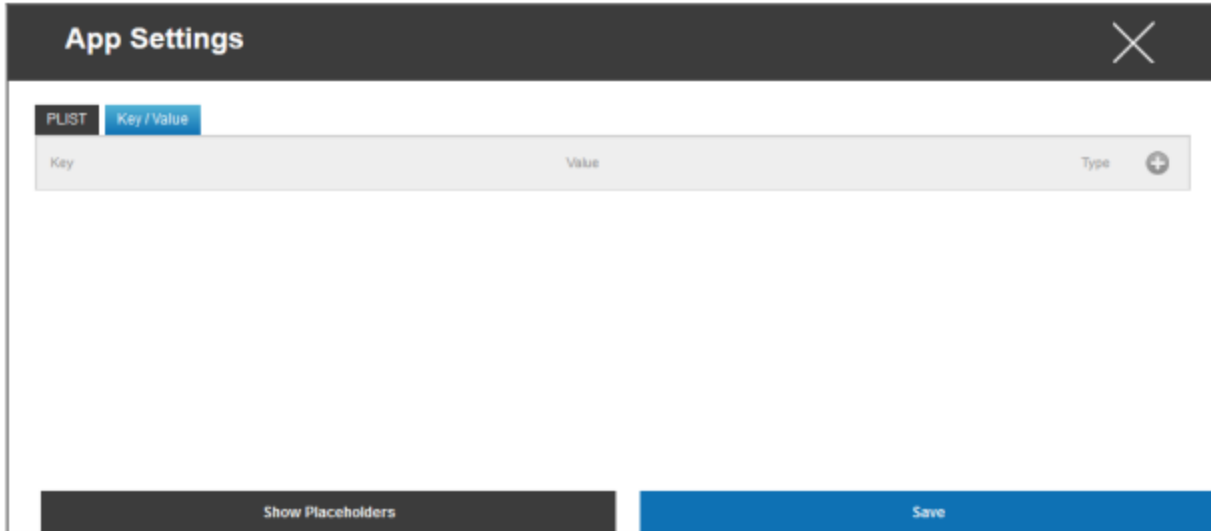 App Settings
PLIST Key / Value
Key Value Type
Show Placeholders Save